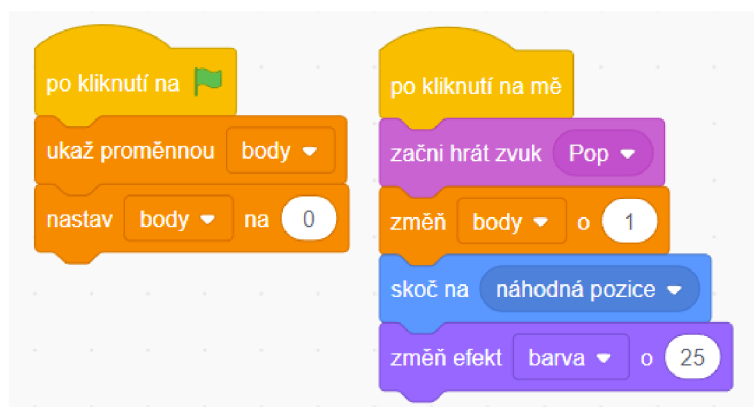 po kliknutí na
ukaž proměnnou body
nastav body na 0
po kliknutí na mě
začni hrát zvuk Pop
změň body o 1
skoč na náhodná pozice
změň efekt barva o 25